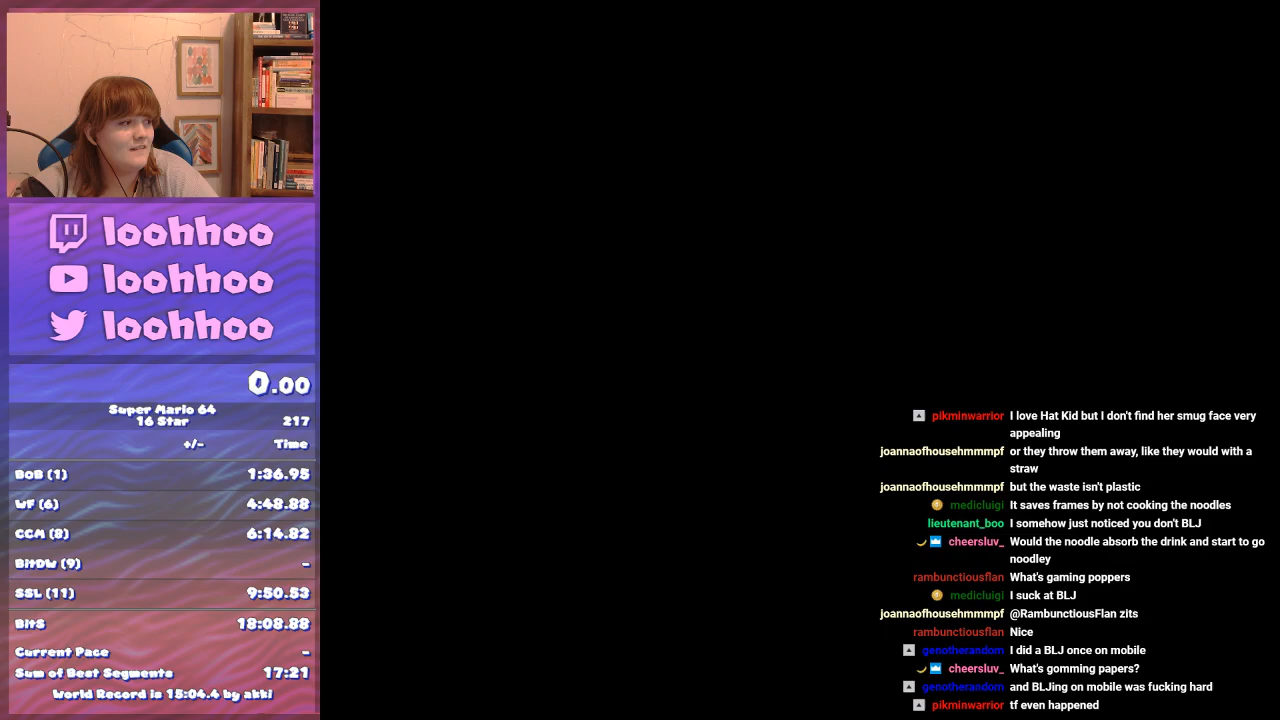 loohhoo
loohhoo
loohhoo
0.00
Super Mario 64
16 Star 217
+/- Time
BoB (1) 1:36.95
WF (6) 4:48.88
CCM (8) 6:14.82
BitDW (9) -
SSL (11) 9:50.53
BitS 18:08.88
Current Pace -
Sum of Best Segments 17:21
World Record is 15:04.4 by akki
pikminwarrior I love Hat Kid but I don't find her smug face very
appealing
joannaofhousehmmmpf or they throw them away, like they would with a
straw
joannaofhousehmmmpf but the waste isn't plastic
medicluigi It saves frames by not cooking the noodles
lieutenant_boo I somehow just noticed you don't BLJ
cheersluv_ Would the noodle absorb the drink and start to go
noodley
rambunctiousflan What's gaming poppers
medicluigi I suck at BLJ
joannaofhousehmmmpf @RambunctiousFlan zits
rambunctiousflan Nice
genotherandom I did a BLJ once on mobile
cheersluv_ What's gomming papers?
genotherandom and BLJing on mobile was fucking hard
pikminwarrior tf even happened